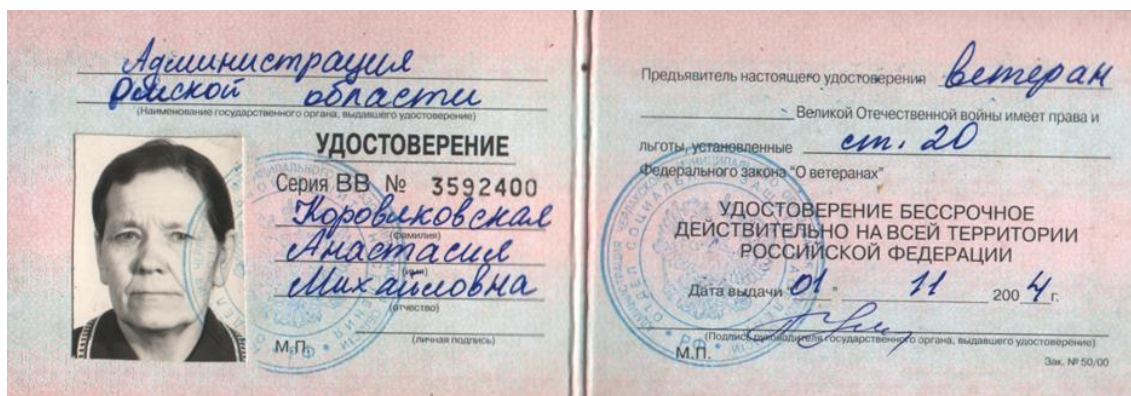 Администрация
Омской области
(Наименование государственного органа, выдавшего удостоверение)
УДОСТОВЕРЕНИЕ
Серия ВВ № 3592400
Коровяковская
(фамилия)
Анастасия
(имя)
Михайловна
(отчество)
(личная подпись)
М.П.
Предъявитель настоящего удостоверения ветеран
Великой Отечественной войны имеет права и
льготы, установленные ст. 20
Федерального закона "О ветеранах"
УДОСТОВЕРЕНИЕ БЕССРОЧНОЕ
ДЕЙСТВИТЕЛЬНО НА ВСЕЙ ТЕРРИТОРИИ
РОССИЙСКОЙ ФЕДЕРАЦИИ
Дата выдачи 01 " 11 2004 г.
(Подпись руководителя государственного органа, выдавшего удостоверение)
М.П.
Зак. № 50/00